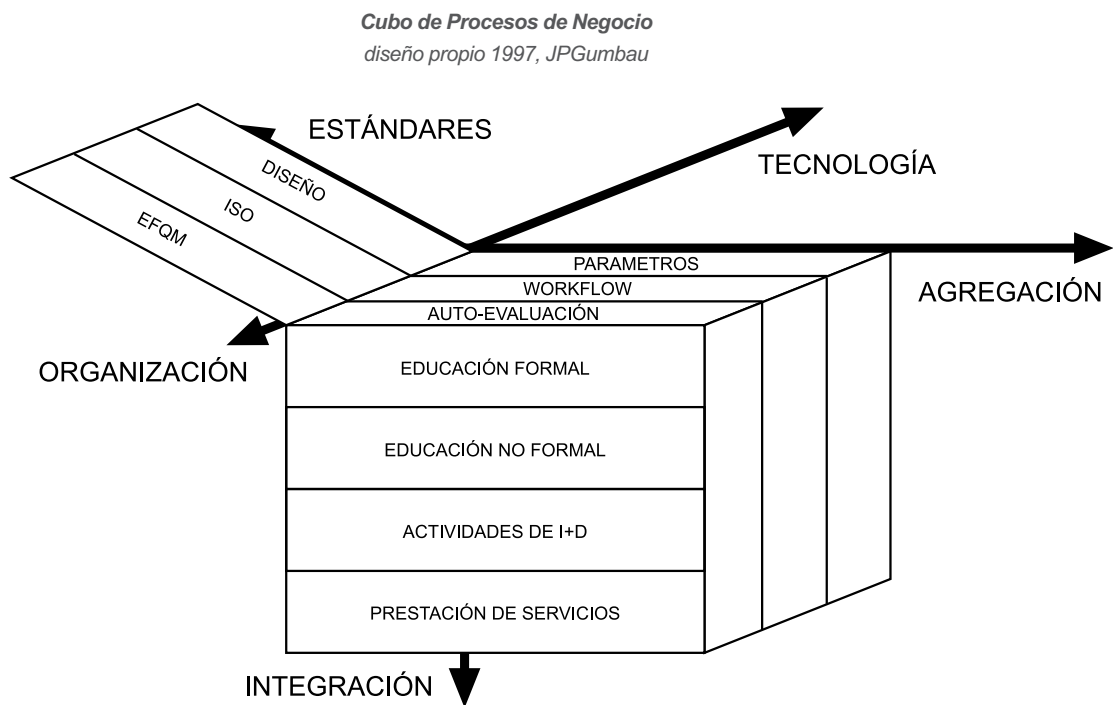 Cubo de Procesos de Negocio
diseño propio 1997, JPGumbau
ESTÁNDARES
TECNOLOGÍA
DISEÑO
ISO
EFQM
PARAMETROS
WORKFLOW
AUTO-EVALUACIÓN
AGREGACIÓN
ORGANIZACIÓN
EDUCACIÓN FORMAL
EDUCACIÓN NO FORMAL
ACTIVIDADES DE I+D
PRESTACIÓN DE SERVICIOS
INTEGRACIÓN